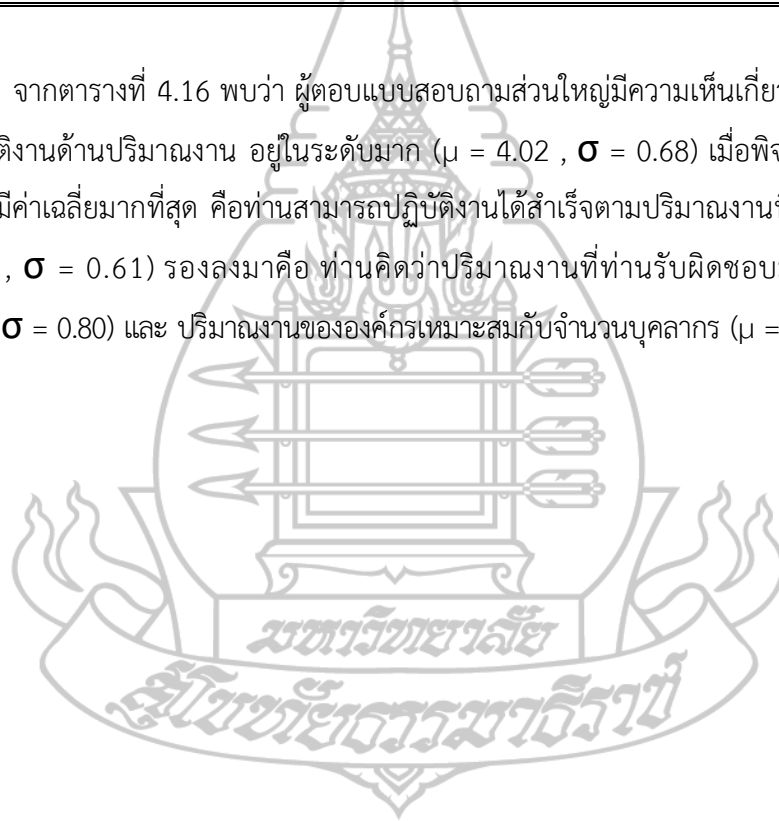 จากตารางที่ 4.16 พบว่า ผู้ตอบแบบสอบถามส่วนใหญ่มีความเห็นเกี่ยว
ติงานด้านปริมาณงาน อยู่ในระดับมาก (μ = 4.02 , σ = 0.68) เมื่อพิจ
มีค่าเฉลี่ยมากที่สุด คือท่านสามารถปฏิบัติงานได้สำเร็จตามปริมาณงานที่
, σ = 0.61) รองลงมาคือ ท่านคิดว่าปริมาณงานที่ท่านรับผิดชอบ
σ = 0.80) และ ปริมาณงานขององค์กรเหมาะสมกับจำนวนบุคลากร (μ =
มหาวิทยาลัย
สุโขทัยธรรมาธิราช